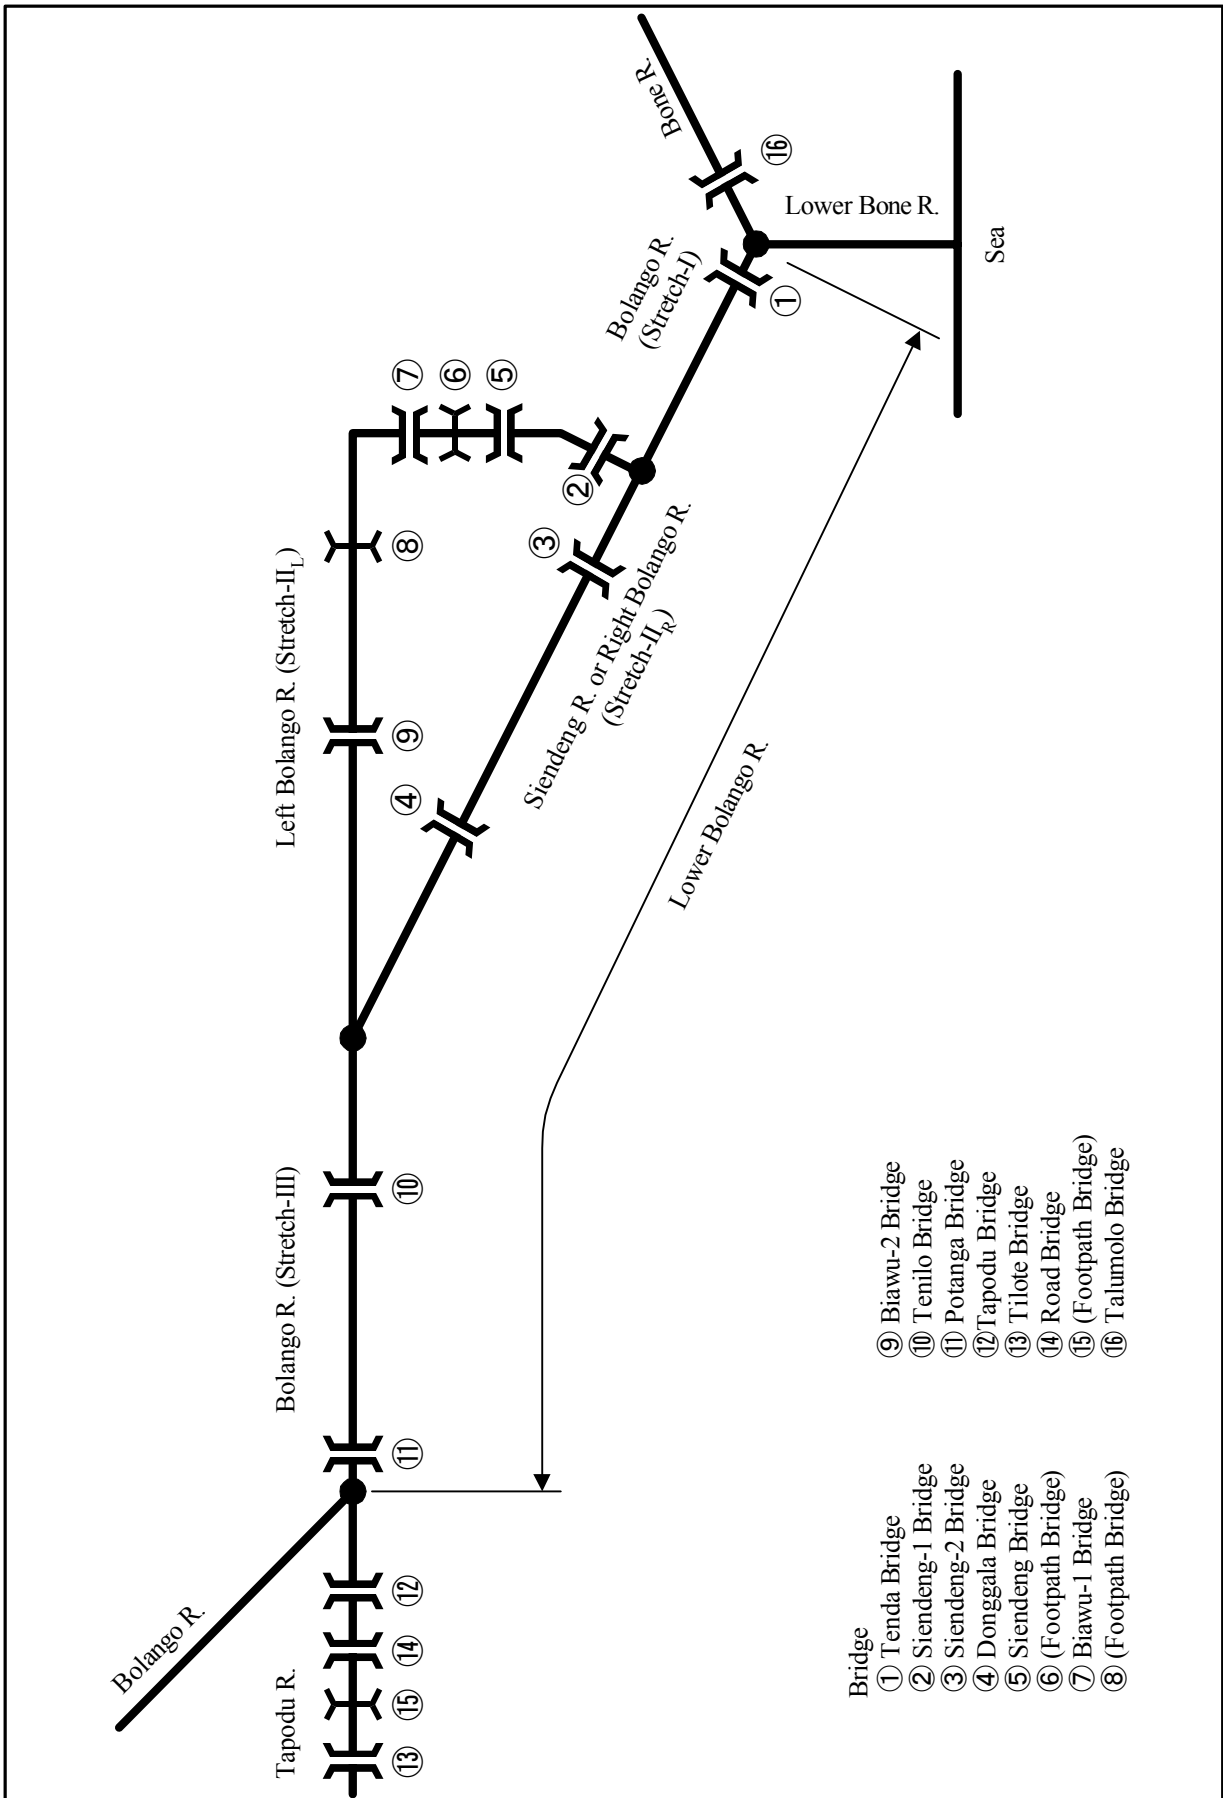 Bone R.
⑯
Lower Bone R.
Sea
Bolango R.
(Stretch-I)
①
⑦
⑥
⑤
②
③
⑧
Left Bolango R. (Stretch-II_L)
⑨
④
Siendeng R. or Right Bolango R.
(Stretch-II_R)
Lower Bolango R.
Bolango R. (Stretch-III)
⑩
⑪
Bolango R.
Tapodu R.
⑫
⑭
⑮
⑬
Bridge
① Tenda Bridge
② Siendeng-1 Bridge
③ Siendeng-2 Bridge
④ Donggala Bridge
⑤ Siendeng Bridge
⑥ (Footpath Bridge)
⑦ Biawu-1 Bridge
⑧ (Footpath Bridge)
⑨ Biawu-2 Bridge
⑩ Tenilo Bridge
⑪ Potanga Bridge
⑫Tapodu Bridge
⑬ Tilote Bridge
⑭ Road Bridge
⑮ (Footpath Bridge)
⑯ Talumolo Bridge